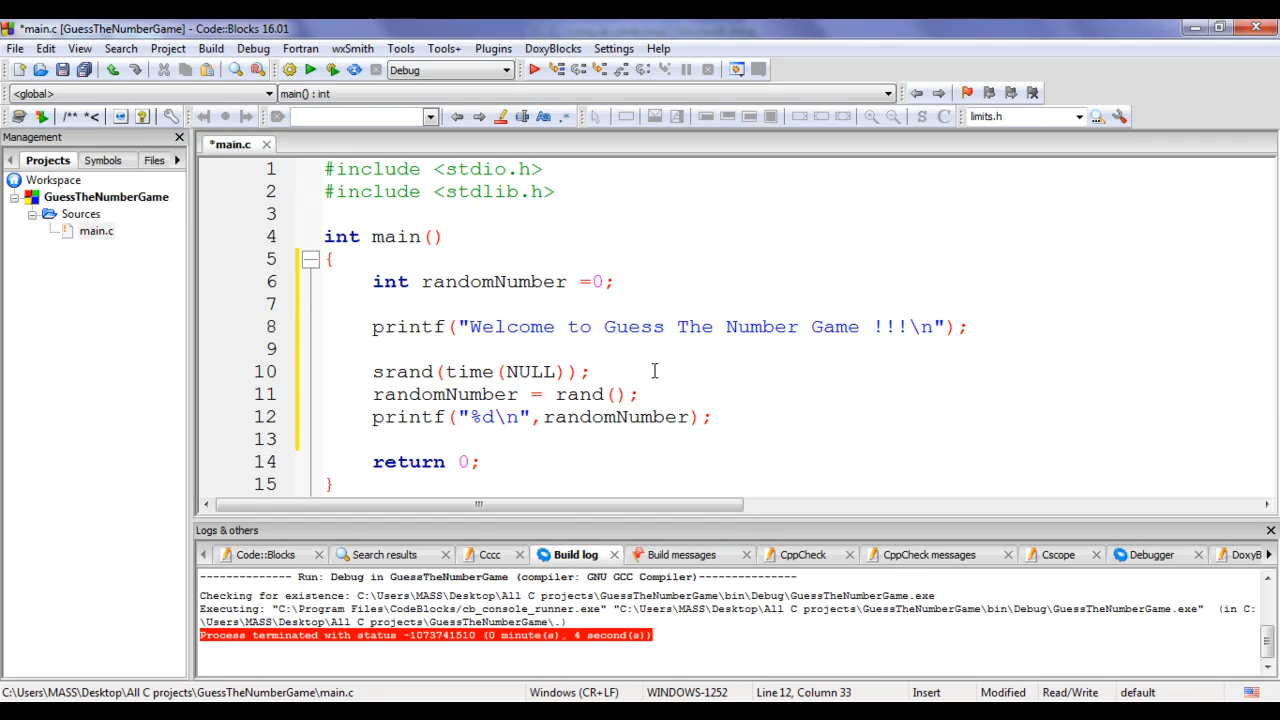 *main.c [GuessTheNumberGame] - Code::Blocks 16.01
File Edit View Search Project Build Debug Fortran wxSmith Tools Tools+ Plugins DoxyBlocks Settings Help
Debug
<global> main() : int
/** *< limits.h
Management
Projects Symbols Files
*main.c
Workspace
GuessTheNumberGame
Sources
main.c
1 #include <stdio.h>
2 #include <stdlib.h>
3
4 int main()
5 {
6 int randomNumber =0;
7
8 printf("Welcome to Guess The Number Game !!!\n");
9
10 srand(time(NULL));
11 randomNumber = rand();
12 printf("%d\n",randomNumber);
13
14 return 0;
15 }
Logs & others
Code::Blocks Search results Cccc Build log Build messages CppCheck CppCheck messages Cscope Debugger DoxyB
-------------- Run: Debug in GuessTheNumberGame (compiler: GNU GCC Compiler)---------------
Checking for existence: C:\Users\MASS\Desktop\All C projects\GuessTheNumberGame\bin\Debug\GuessTheNumberGame.exe
Executing: "C:\Program Files\CodeBlocks/cb_console_runner.exe" "C:\Users\MASS\Desktop\All C projects\GuessTheNumberGame\bin\Debug\GuessTheNumberGame.exe" (in C:
\Users\MASS\Desktop\All C projects\GuessTheNumberGame\.)
Process terminated with status -1073741510 (0 minute(s), 4 second(s))
C:\Users\MASS\Desktop\All C projects\GuessTheNumberGame\main.c Windows (CR+LF) WINDOWS-1252 Line 12, Column 33 Insert Modified Read/Write default